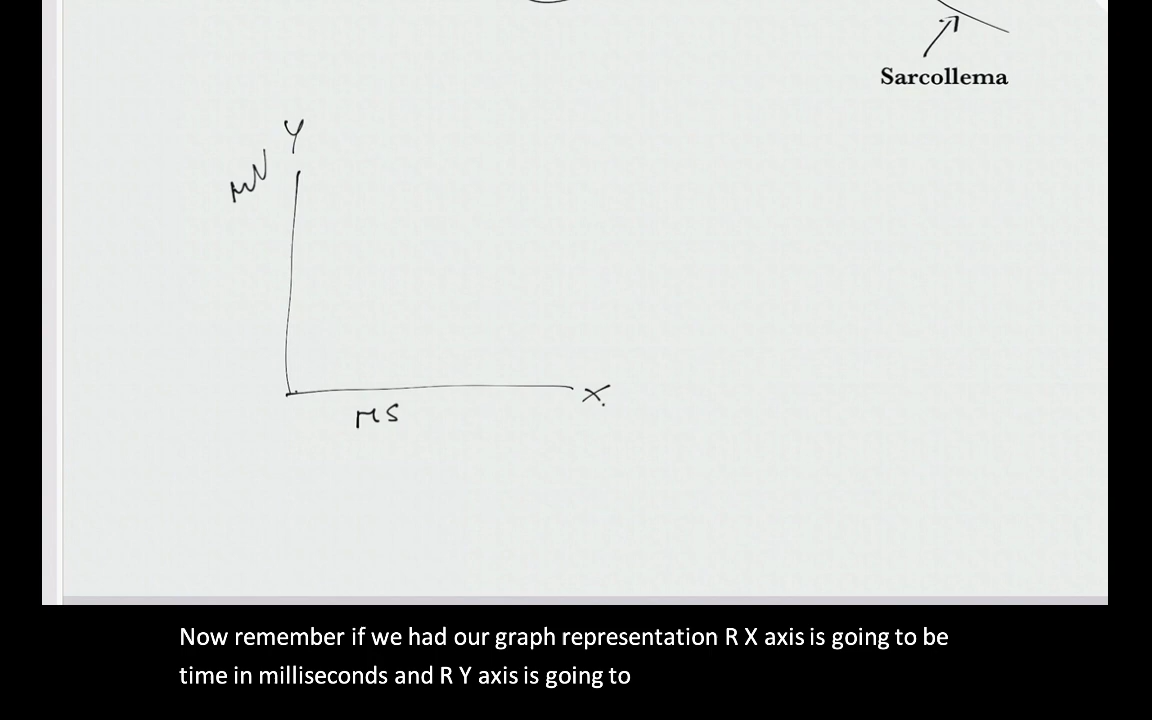 Sarcollema
Y
MV
X
MS
Now remember if we had our graph representation R X axis is going to be
time in milliseconds and R Y axis is going to